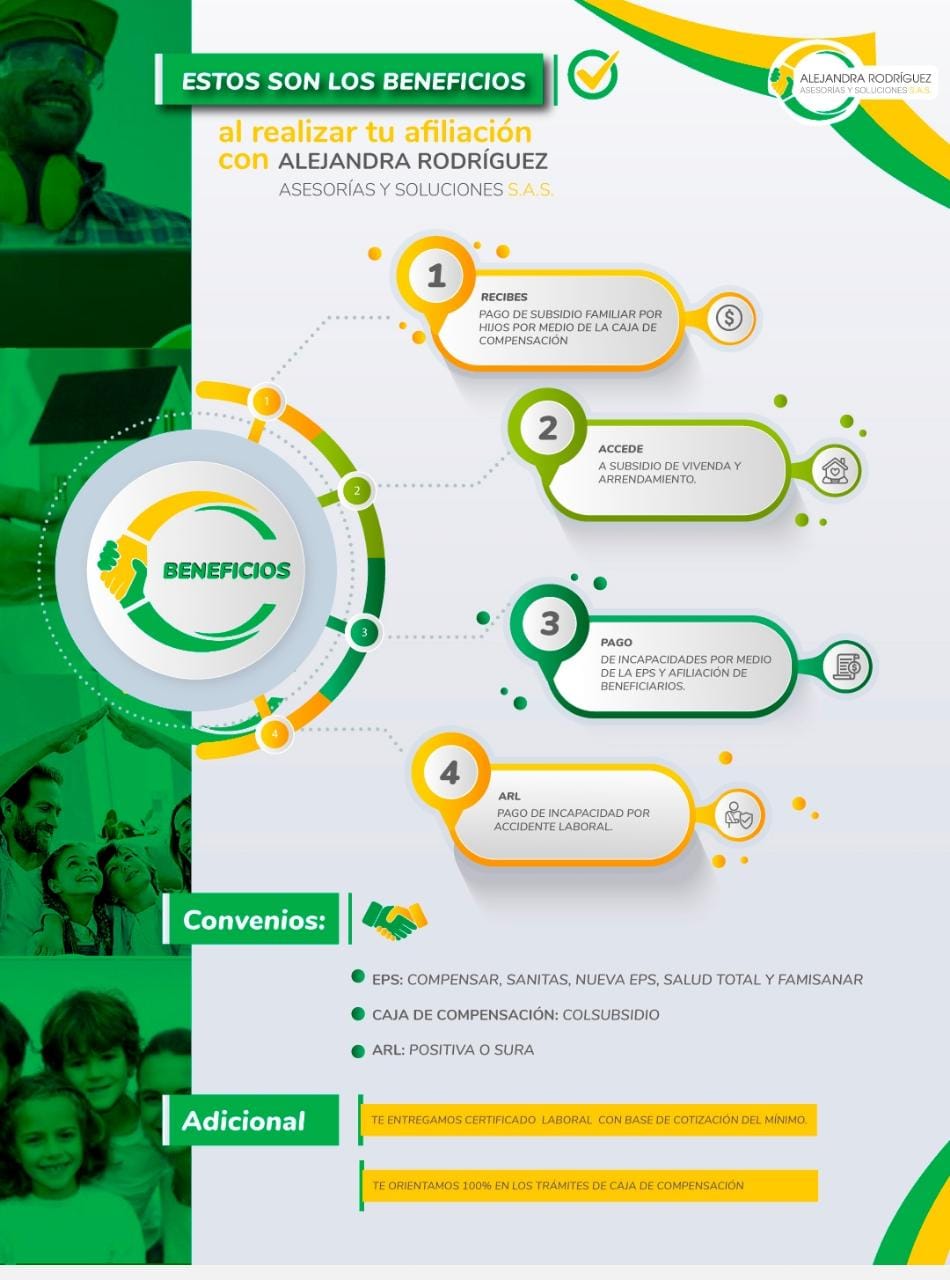 ESTOS SON LOS BENEFICIOS
al realizar tu afiliación
con ALEJANDRA RODRÍGUEZ
ASESORÍAS Y SOLUCIONES S.A.S.
ALEJANDRA RODRÍGUEZ
ASESORÍAS Y SOLUCIONES S.A.S.
1
RECIBES
PAGO DE SUBSIDIO FAMILIAR POR
HIJOS POR MEDIO DE LA CAJA DE
COMPENSACIÓN
$
1
2
ACCEDE
A SUBSIDIO DE VIVENDA Y
ARRENDAMIENTO.
2
BENEFICIOS
3
PAGO
DE INCAPACIDADES POR MEDIO
DE LA EPS Y AFILIACIÓN DE
BENEFICIARIOS.
$
3
4
ARL
PAGO DE INCAPACIDAD POR
ACCIDENTE LABORAL.
4
Convenios:
EPS: COMPENSAR, SANITAS, NUEVA EPS, SALUD TOTAL Y FAMISANAR
CAJA DE COMPENSACIÓN: COLSUBSIDIO
ARL: POSITIVA O SURA
Adicional
TE ENTREGAMOS CERTIFICADO LABORAL CON BASE DE COTIZACIÓN DEL MÍNIMO.
TE ORIENTAMOS 100% EN LOS TRÁMITES DE CAJA DE COMPENSACIÓN